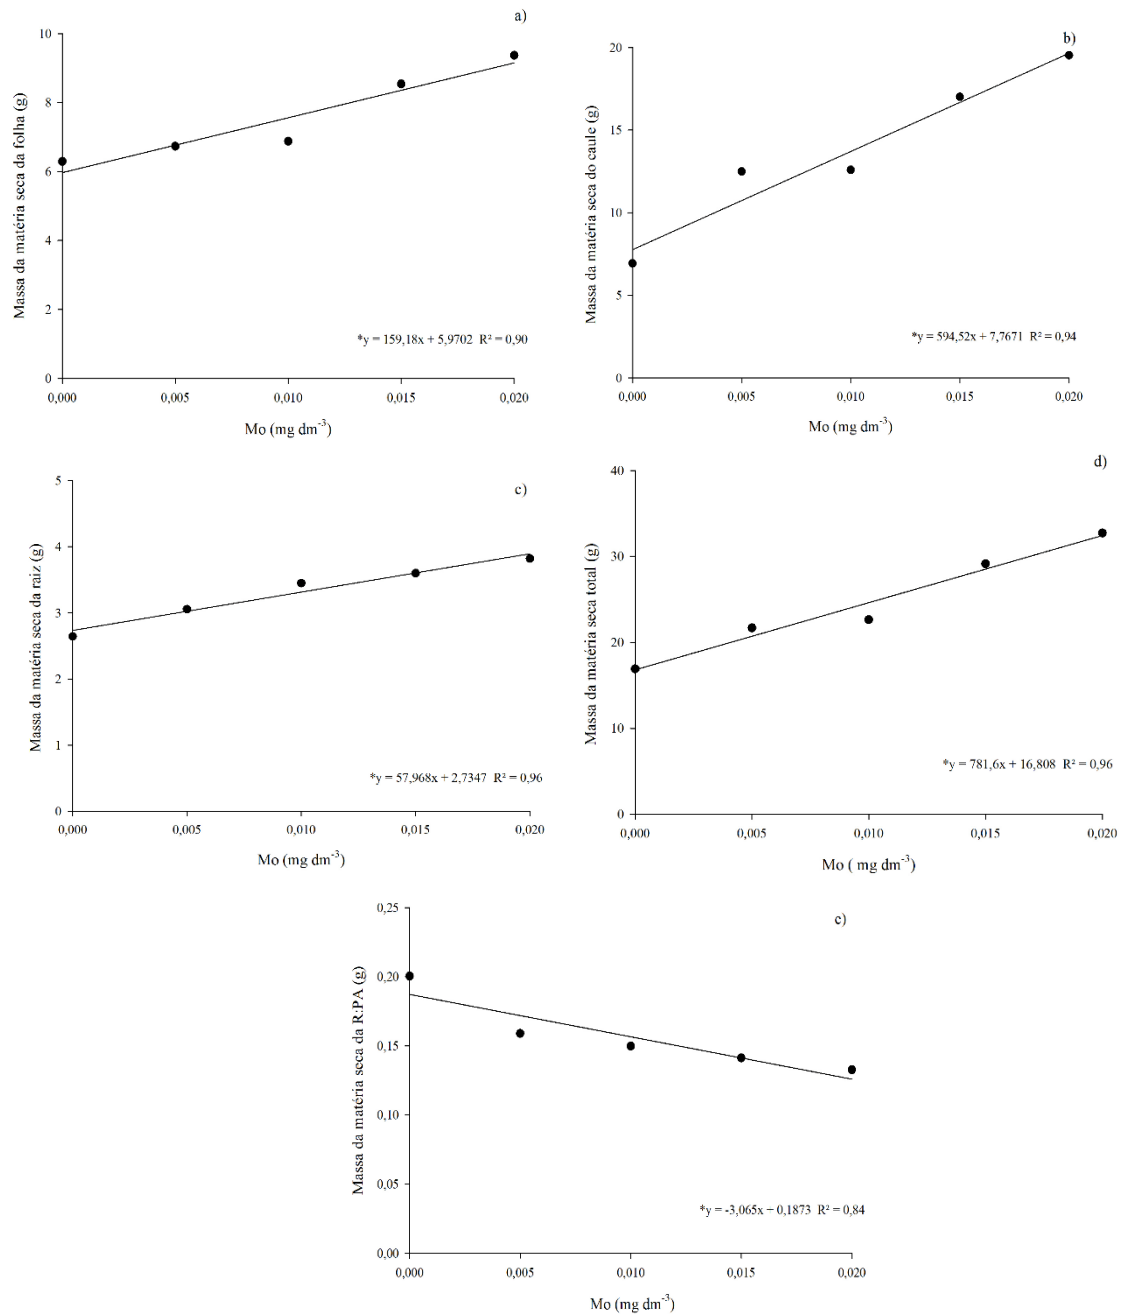 a)
10
8
6
4
2
0
Massa da matéria seca da folha (g)
*y = 159,18x + 5,9702 R² = 0,90
0,000 0,005 0,010 0,015 0,020
Mo (mg dm⁻³)
b)
20
15
10
5
0
Massa da matéria seca do caule (g)
*y = 594,52x + 7,7671 R² = 0,94
0,000 0,005 0,010 0,015 0,020
Mo (mg dm⁻³)
c)
5
4
3
2
1
0
Massa da matéria seca da raiz (g)
*y = 57,968x + 2,7347 R² = 0,96
0,000 0,005 0,010 0,015 0,020
Mo (mg dm⁻³)
d)
40
30
20
10
0
Massa da matéria seca total (g)
*y = 781,6x + 16,808 R² = 0,96
0,000 0,005 0,010 0,015 0,020
Mo ( mg dm⁻³)
e)
0,25
0,20
0,15
0,10
0,05
0,00
Massa da matéria seca da R:PA (g)
*y = -3,065x + 0,1873 R² = 0,84
0,000 0,005 0,010 0,015 0,020
Mo (mg dm⁻³)